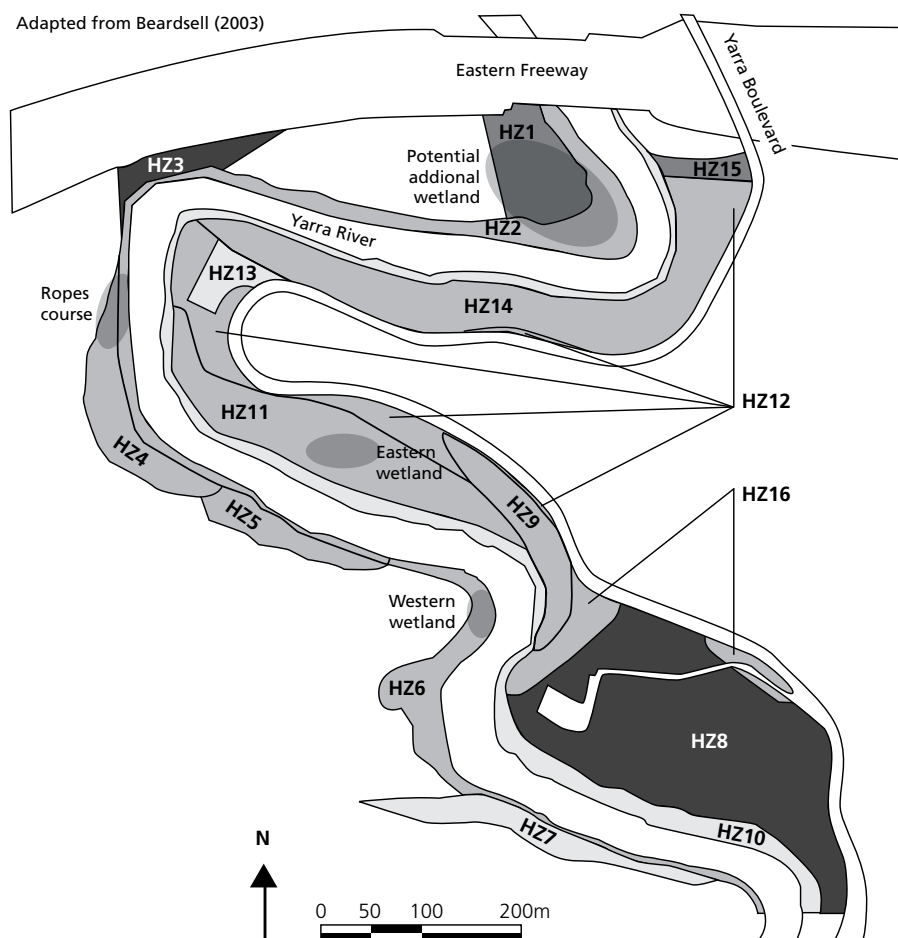 Adapted from Beardsell (2003)
Yarra Boulevard
Eastern Freeway
HZ1
HZ3
Potential
addional
wetland
HZ15
HZ2
Yarra River
HZ13
Ropes
course
HZ14
HZ12
HZ11
HZ4
Eastern
wetland
HZ9
HZ16
HZ5
Western
wetland
HZ6
HZ8
HZ7
HZ10
N
0 50 100 200m